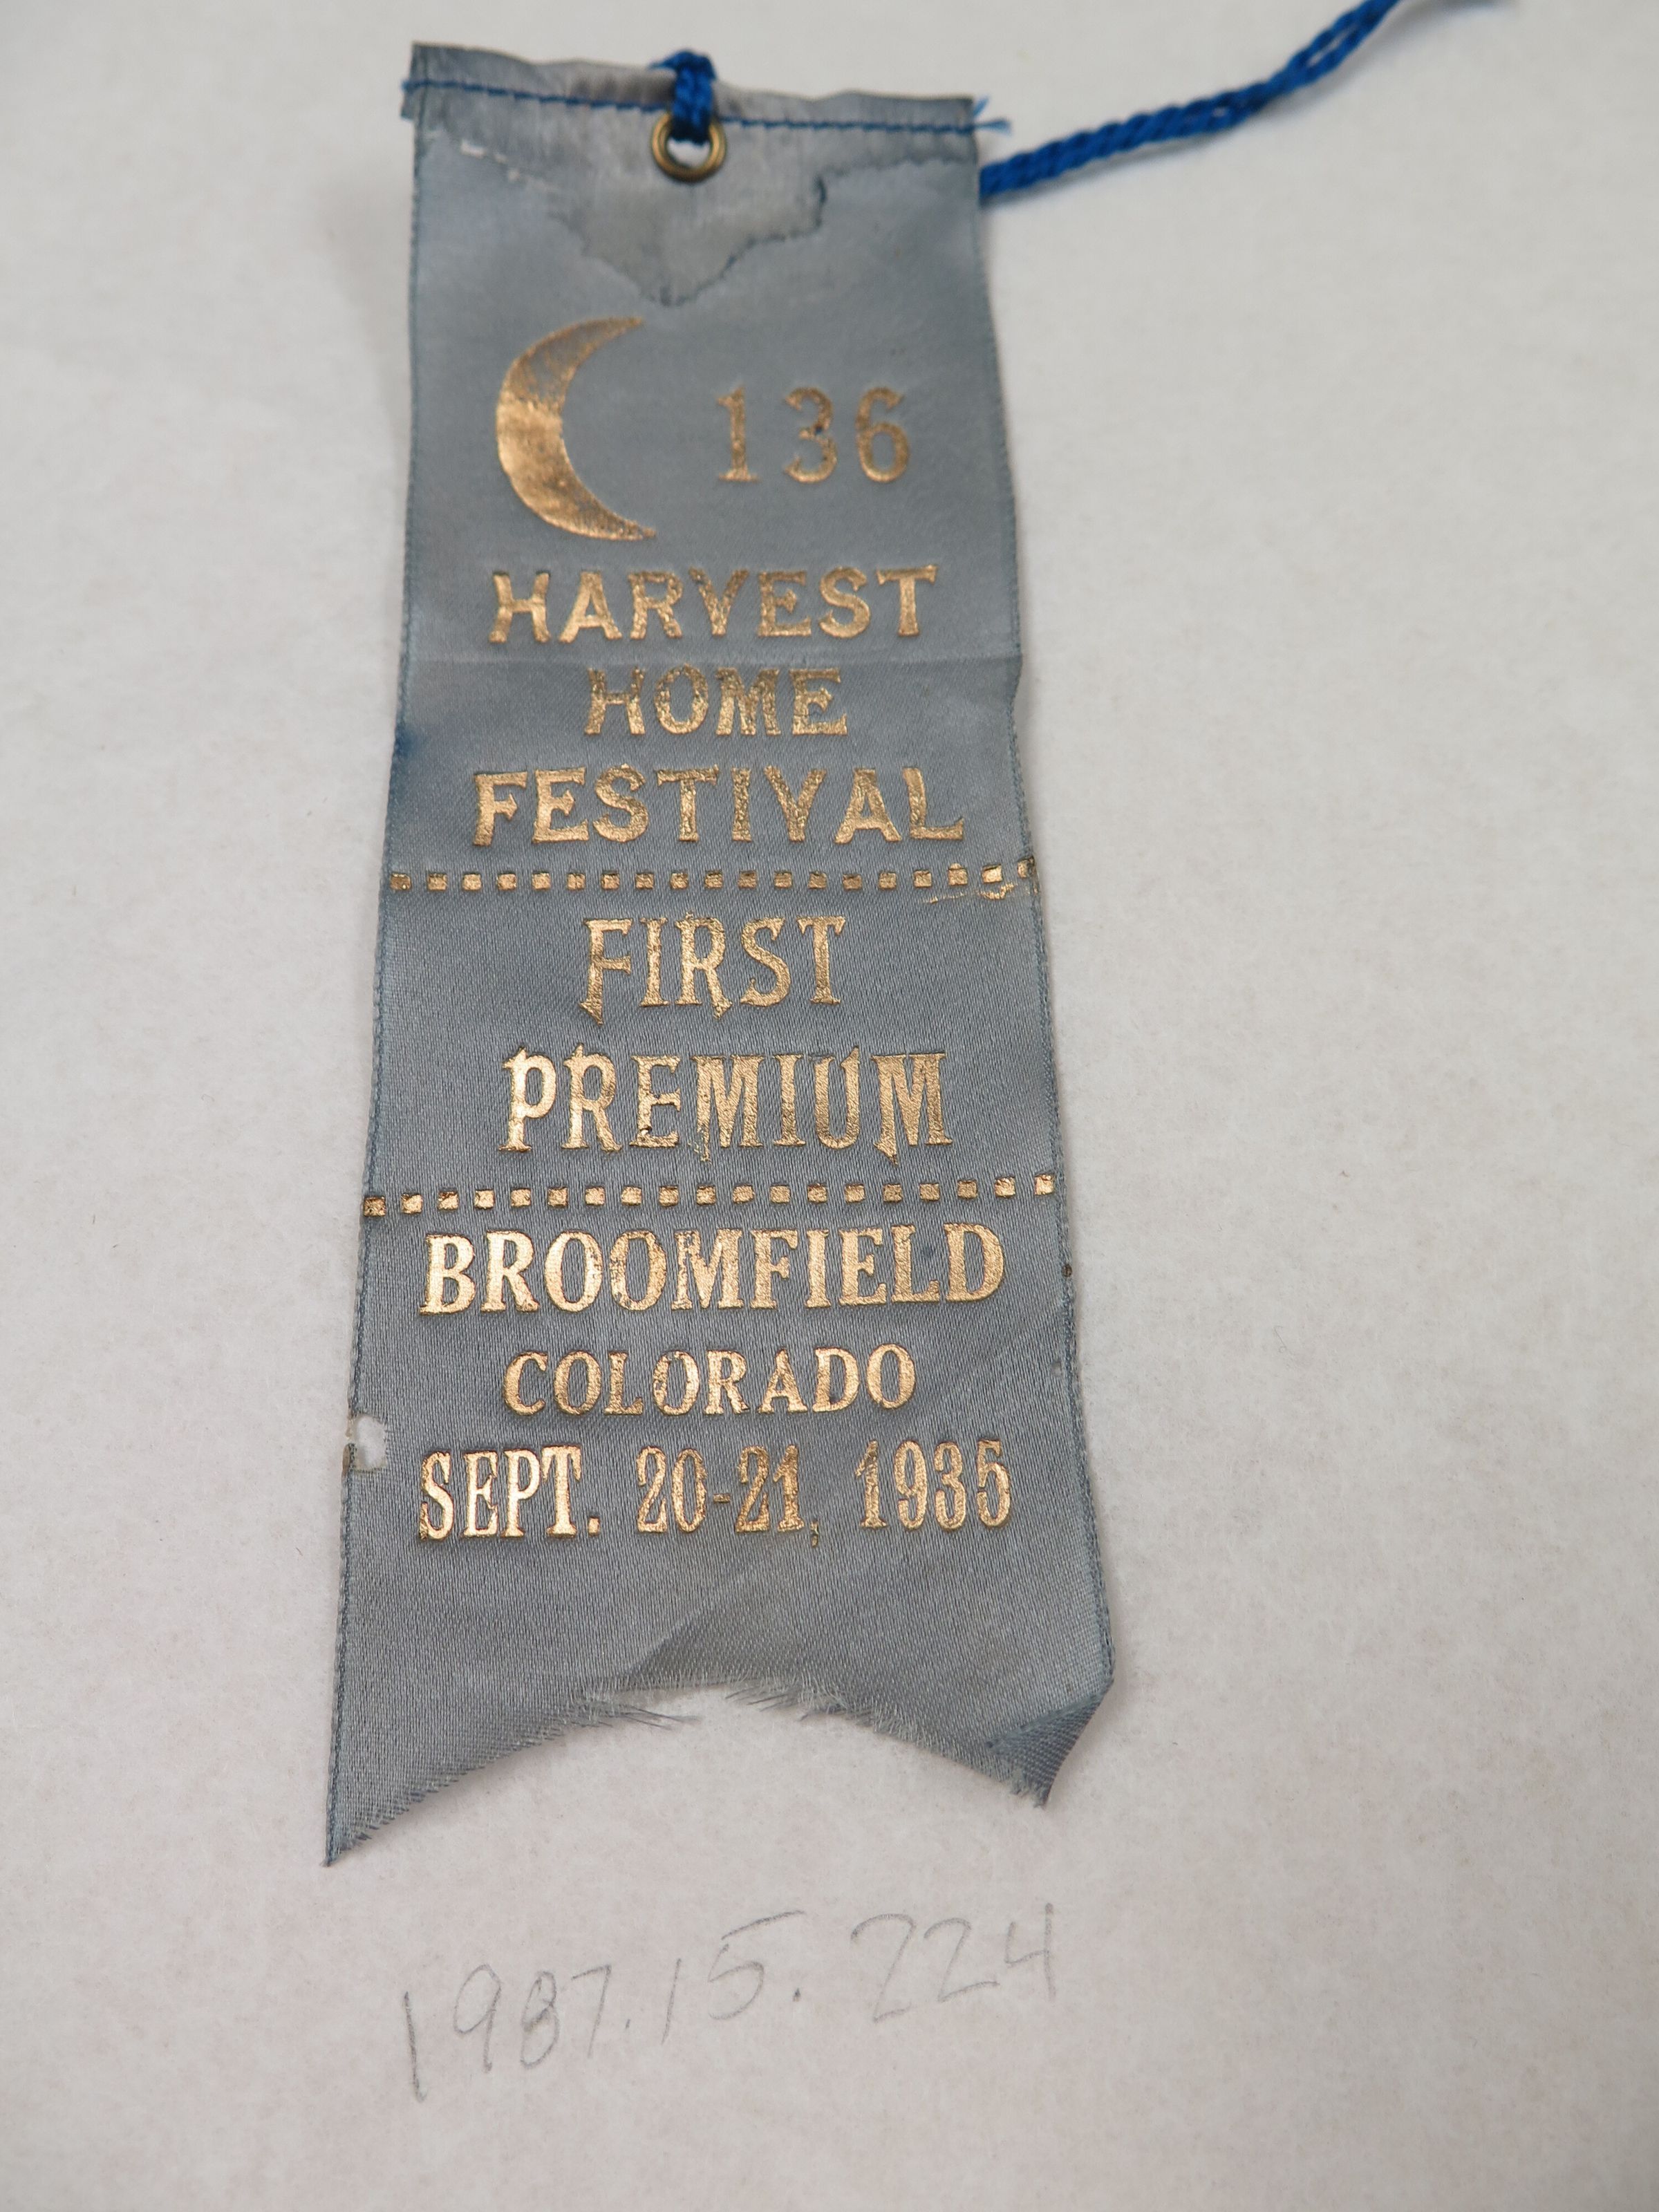 136
HARVEST
HOME
FESTIVAL
FIRST
PREMIUM
BROOMFIELD
COLORADO
SEPT. 20-21, 1935
1987.15.224